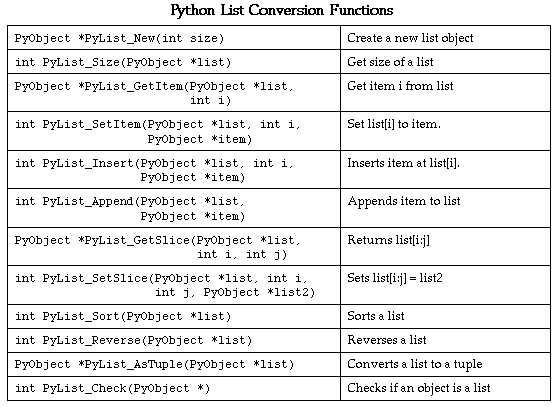 Python List Conversion Functions
PyObject *PyList_New(int size) Create a new list object
int PyList_Size(PyObject *list) Get size of a list
PyObject *PyList_GetItem(PyObject *list, Get item i from list
int i)
int PyList_SetItem(PyObject *list, int i, Set list[i] to item.
PyObject *item)
int PyList_Insert(PyObject *list, int i, Inserts item at list[i].
PyObject *item)
int PyList_Append(PyObject *list, Appends item to list
PyObject *item)
PyObject *PyList_GetSlice(PyObject *list, Returns list[i:j]
int i, int j)
int PyList_SetSlice(PyObject *list, int i, Sets list[i:j] = list2
int j, PyObject *list2)
int PyList_Sort(PyObject *list) Sorts a list
int PyList_Reverse(PyObject *list) Reverses a list
PyObject *PyList_AsTuple(PyObject *list) Converts a list to a tuple
int PyList_Check(PyObject *) Checks if an object is a list